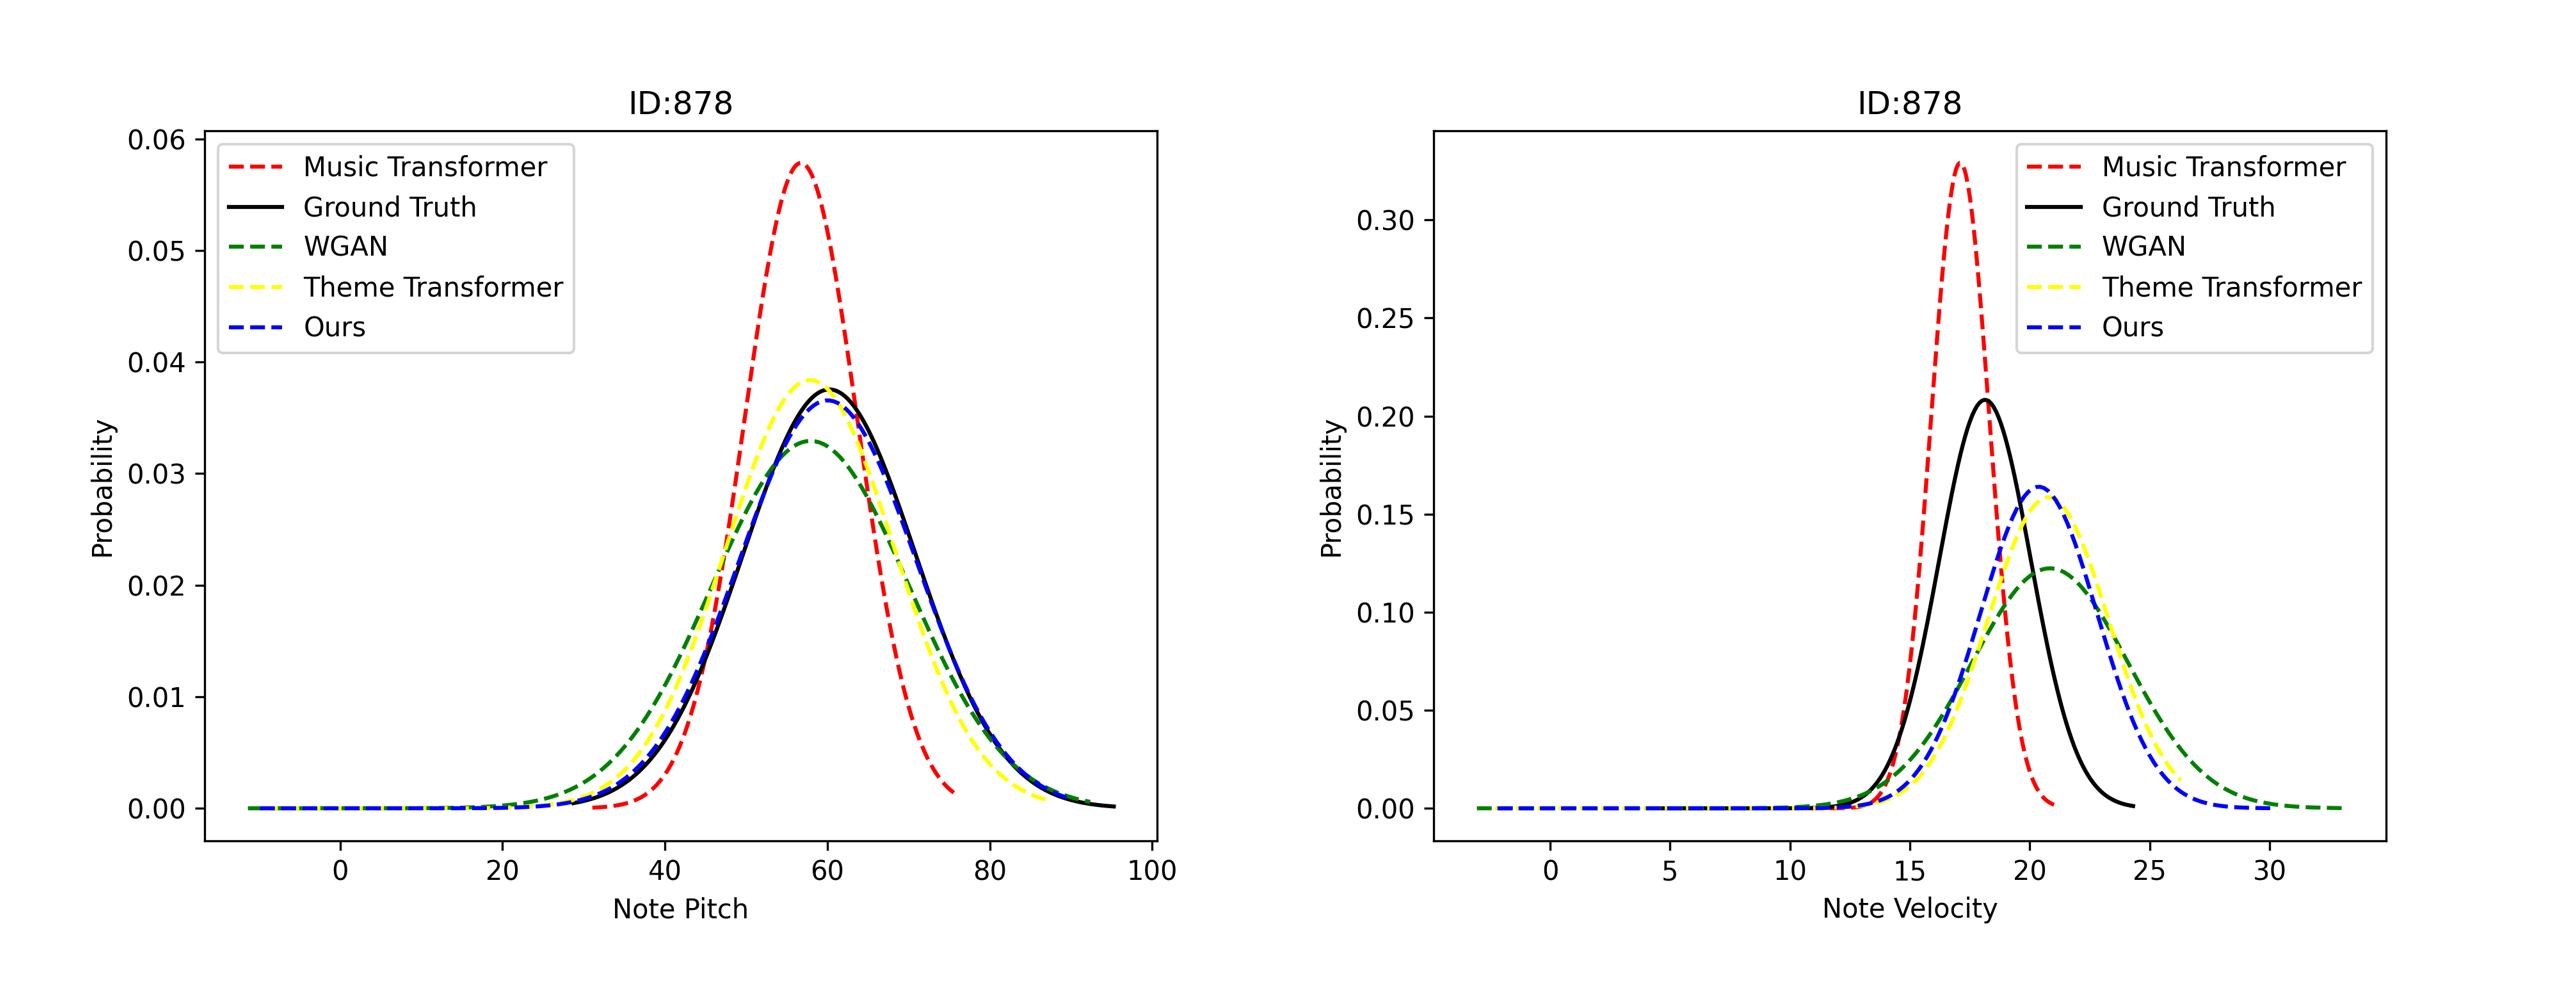 ID:878
0.06
0.05
0.04
0.03
0.02
0.01
0.00
Probability
Music Transformer
Ground Truth
WGAN
Theme Transformer
Ours
0 20 40 60 80 100
Note Pitch
ID:878
0.30
0.25
0.20
0.15
0.10
0.05
0.00
Probability
Music Transformer
Ground Truth
WGAN
Theme Transformer
Ours
0 5 10 15 20 25 30
Note Velocity